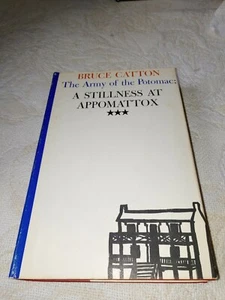 BRUCE CATTON
The Army of the Potomac:
A STILLNESS AT
APPOMATTOX
★★★